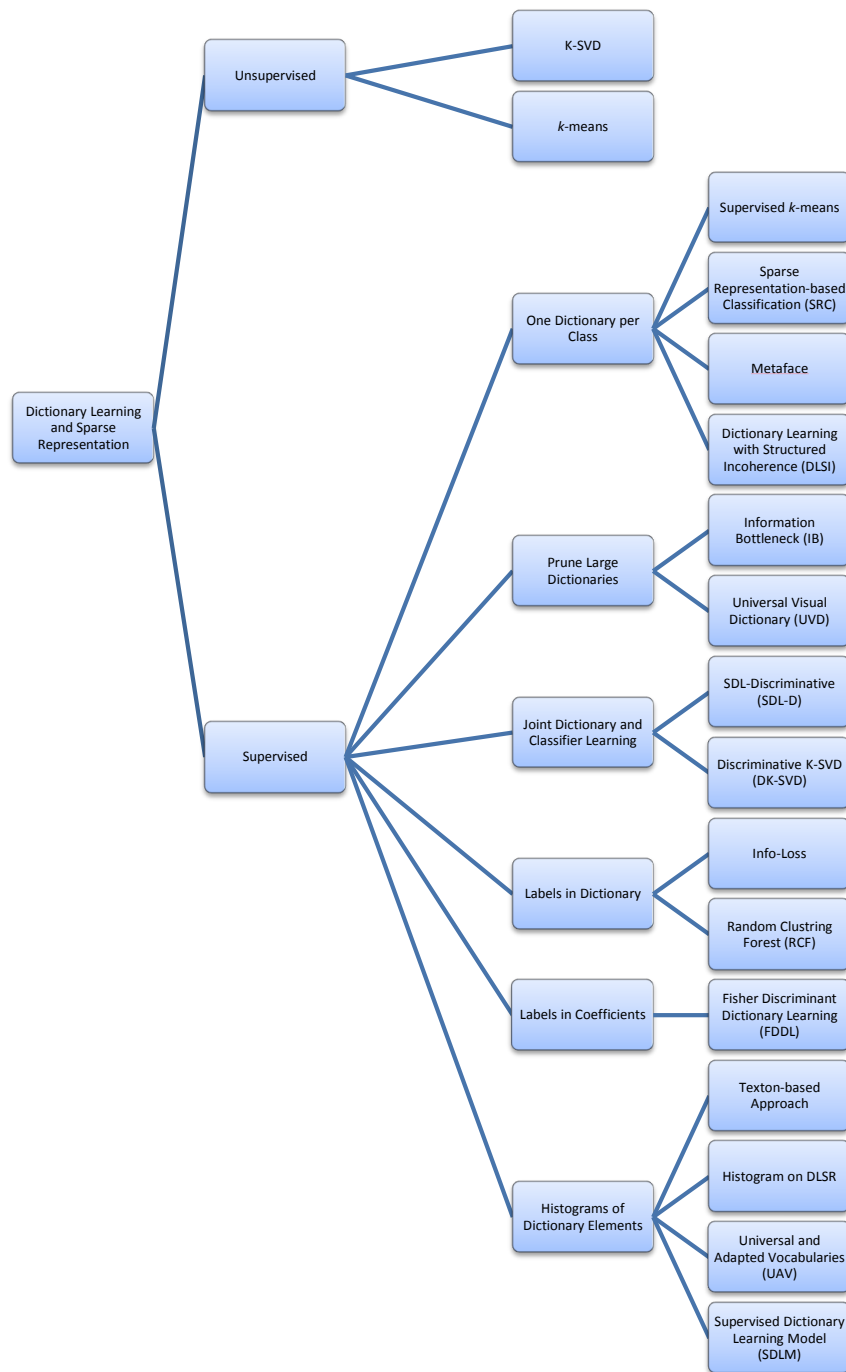 K-SVD
Unsupervised
k-means
Supervised k-means
Sparse
Representation-based
Classification (SRC)
One Dictionary per
Class
Metaface
Dictionary Learning
and Sparse
Representation
Dictionary Learning
with Structured
Incoherence (DLSI)
Information
Bottleneck (IB)
Prune Large
Dictionaries
Universal Visual
Dictionary (UVD)
SDL-Discriminative
(SDL-D)
Supervised
Joint Dictionary and
Classifier Learning
Discriminative K-SVD
(DK-SVD)
Info-Loss
Labels in Dictionary
Random Clustring
Forest (RCF)
Labels in Coefficients
Fisher Discriminant
Dictionary Learning
(FDDL)
Texton-based
Approach
Histogram on DLSR
Histograms of
Dictionary Elements
Universal and
Adapted Vocabularies
(UAV)
Supervised Dictionary
Learning Model
(SDLM)